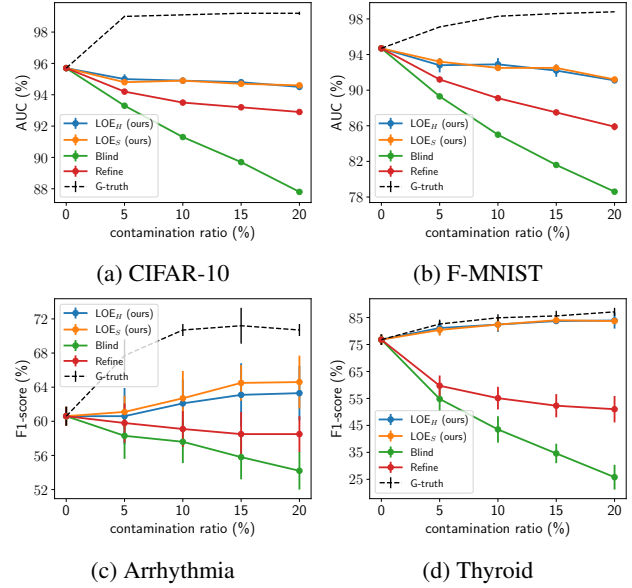 98
96
94
92
90
88
AUC (%)
LOE_H (ours)
LOE_S (ours)
Blind
Refine
G-truth
0 5 10 15 20
contamination ratio (%)
(a) CIFAR-10
98
94
90
86
82
78
AUC (%)
LOE_H (ours)
LOE_S (ours)
Blind
Refine
G-truth
0 5 10 15 20
contamination ratio (%)
(b) F-MNIST
72
68
64
60
56
52
F1-score (%)
LOE_H (ours)
LOE_S (ours)
Blind
Refine
G-truth
0 5 10 15 20
contamination ratio (%)
(c) Arrhythmia
85
75
65
55
45
35
25
F1-score (%)
LOE_H (ours)
LOE_S (ours)
Blind
Refine
G-truth
0 5 10 15 20
contamination ratio (%)
(d) Thyroid